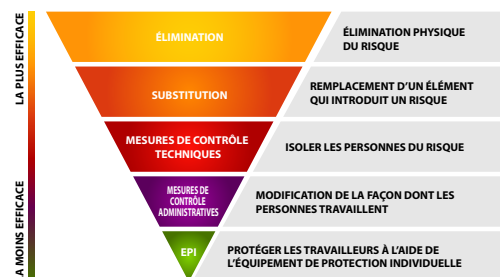 LA PLUS EFFICACE
ÉLIMINATION
ÉLIMINATION PHYSIQUE
DU RISQUE
SUBSTITUTION
REMPLACEMENT D'UN ÉLÉMENT
QUI INTRODUIT UN RISQUE
MESURES DE CONTRÔLE
TECHNIQUES
ISOLER LES PERSONNES DU RISQUE
MESURES DE
CONTRÔLE
ADMINISTRATIVES
MODIFICATION DE LA FAÇON DONT LES
PERSONNES TRAVAILLENT
EPI
PROTÉGER LES TRAVAILLEURS À L'AIDE DE
L'ÉQUIPEMENT DE PROTECTION INDIVIDUELLE
LA MOINS EFFICACE